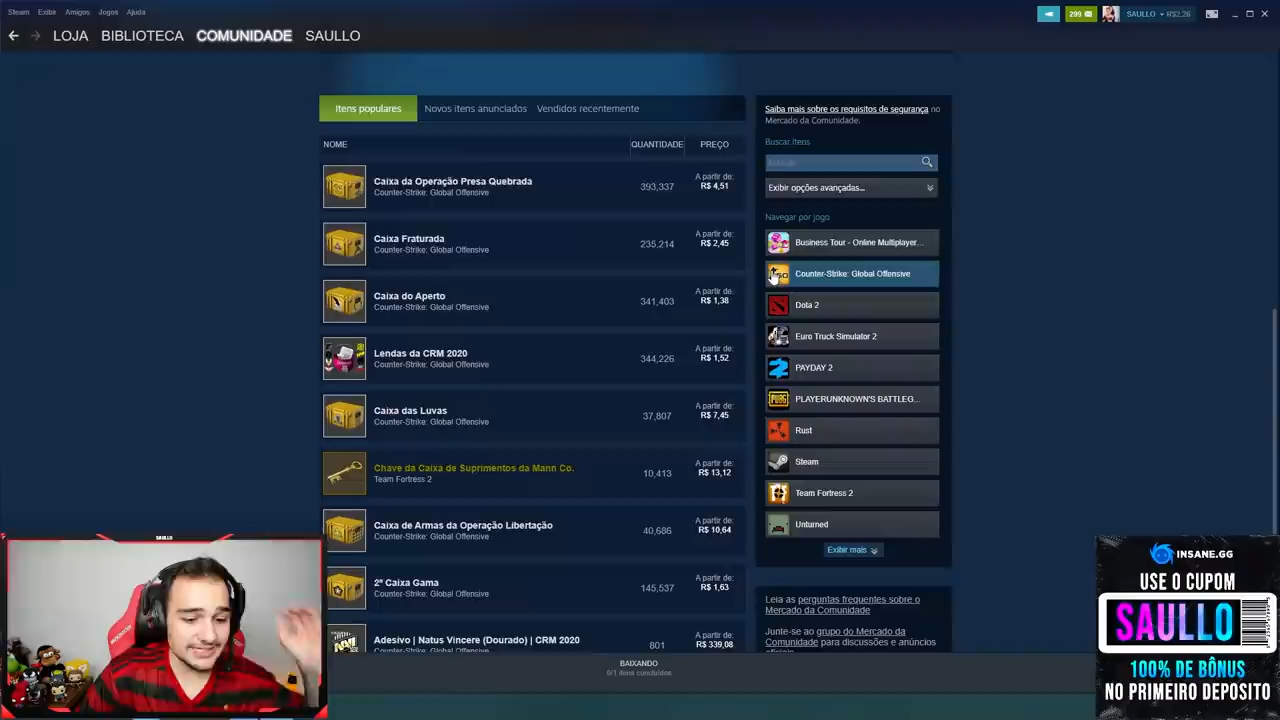 Steam Exibir Amigos Jogos Ajuda
299 SAULLO R$2,26
LOJA BIBLIOTECA COMUNIDADE SAULLO
Itens populares Novos itens anunciados Vendidos recentemente
NOME QUANTIDADE PREÇO
Caixa da Operação Presa Quebrada
Counter-Strike: Global Offensive
393,337
A partir de:
R$ 4,51
Caixa Fraturada
Counter-Strike: Global Offensive
235,214
A partir de:
R$ 2,45
Caixa do Aperto
Counter-Strike: Global Offensive
341,403
A partir de:
R$ 1,38
Lendas da CRM 2020
Counter-Strike: Global Offensive
344,226
A partir de:
R$ 1,52
Caixa das Luvas
Counter-Strike: Global Offensive
37,807
A partir de:
R$ 7,45
Chave da Caixa de Suprimentos da Mann Co.
Team Fortress 2
10,413
A partir de:
R$ 13,12
Caixa de Armas da Operação Libertação
Counter-Strike: Global Offensive
40,686
A partir de:
R$ 10,64
2ª Caixa Gama
Counter-Strike: Global Offensive
145,537
A partir de:
R$ 1,63
Adesivo | Natus Vincere (Dourado) | CRM 2020
Counter-Strike: Global Offensive
801
A partir de:
R$ 339,08
Saiba mais sobre os requisitos de segurança no
Mercado da Comunidade.
Buscar itens
Exibir opções avançadas...
Navegar por jogo
Business Tour - Online Multiplayer...
Counter-Strike: Global Offensive
Dota 2
Euro Truck Simulator 2
PAYDAY 2
PUBG
PLAYERUNKNOWN'S BATTLEG...
Rust
Steam
Team Fortress 2
Unturned
Exibir mais
Leia as perguntas frequentes sobre o
Mercado da Comunidade
Junte-se ao grupo do Mercado da
Comunidade para discussões e anúncios
oficiais.
BAIXANDO
0/1 itens concluídos
SAULLO
INSANE.GG
USE O CUPOM
SAULLO
100% DE BÔNUS
NO PRIMEIRO DEPOSITO